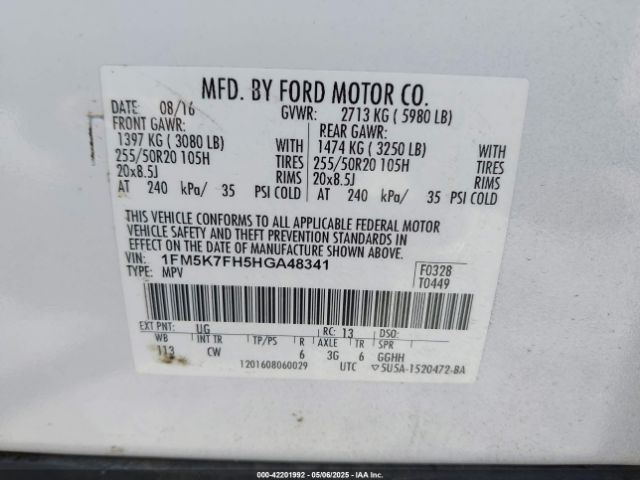 MFD. BY FORD MOTOR CO.
DATE: 08/16 GVWR: 2713 KG ( 5980 LB)
FRONT GAWR: REAR GAWR:
1397 KG ( 3080 LB) WITH 1474 KG ( 3250 LB) WITH
255/50R20 105H TIRES 255/50R20 105H TIRES
20x8.5J RIMS 20x8.5J RIMS
AT 240 kPa/ 35 PSI COLD AT 240 kPa/ 35 PSI COLD
THIS VEHICLE CONFORMS TO ALL APPLICABLE FEDERAL MOTOR
VEHICLE SAFETY AND THEFT PREVENTION STANDARDS IN
EFFECT ON THE DATE OF MANUFACTURE SHOWN ABOVE.
VIN: 1FM5K7FH5HGA48341 F0328
TYPE: MPV T0449
EXT PNT: UG RC: 13 DSO:
WB INT TR TP/PS R AXLE TR SPR
113 CW 6 3G 6 GGHH
1201608060029 UTC ▽5U5A-1520472-BA
000-42201992 - 05/06/2025 - IAAI.com